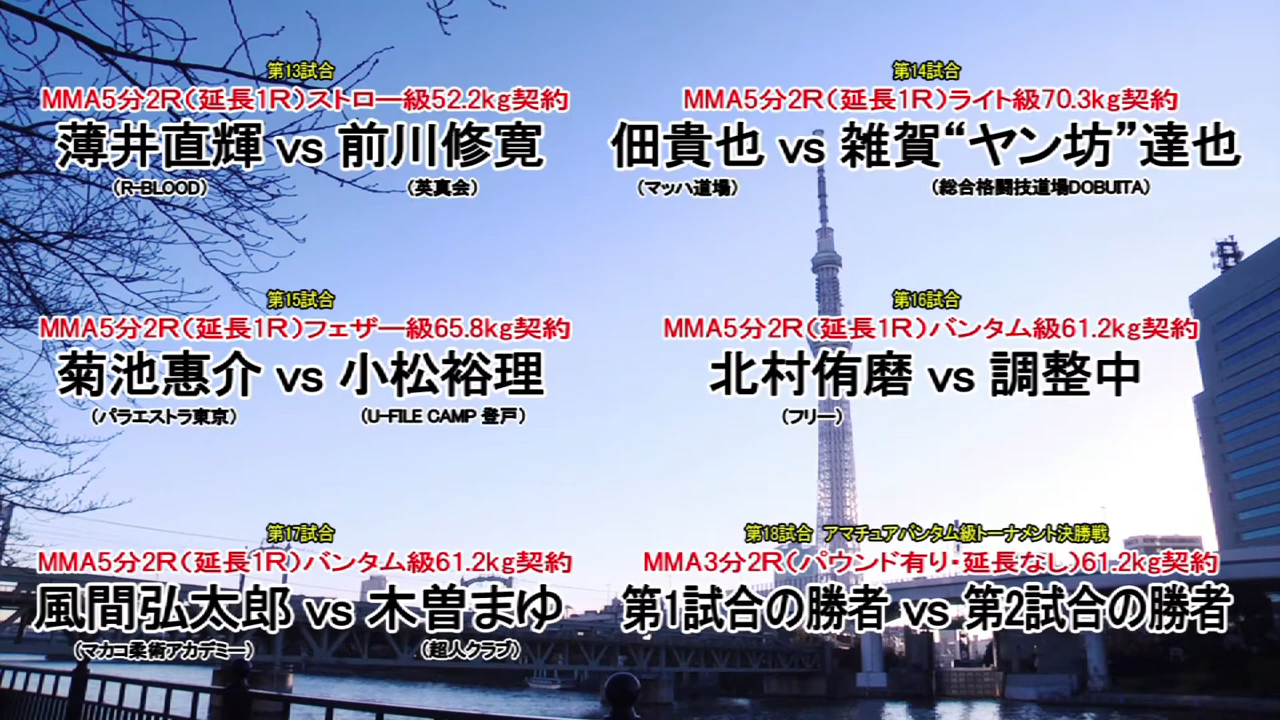 第13試合
MMA5分2R(延長1R)ストロー級52.2kg契約
薄井直輝 vs 前川修寛
(R-BLOOD) (英真会)
第14試合
MMA5分2R(延長1R)ライト級70.3kg契約
佃貴也 vs 雑賀“ヤン坊”達也
(マッハ道場) (総合格闘技道場DOBUITA)
第15試合
MMA5分2R(延長1R)フェザー級65.8kg契約
菊池惠介 vs 小松裕理
(パラエストラ東京) (U-FILE CAMP 登戸)
第16試合
MMA5分2R(延長1R)バンタム級61.2kg契約
北村侑磨 vs 調整中
(フリー)
第17試合
MMA5分2R(延長1R)バンタム級61.2kg契約
風間弘太郎 vs 木曽まゆ
(マカコ柔術アカデミー) (超人クラブ)
第18試合 アマチュアバンタム級トーナメント決勝戦
MMA3分2R(パウンド有り・延長なし)61.2kg契約
第1試合の勝者 vs 第2試合の勝者